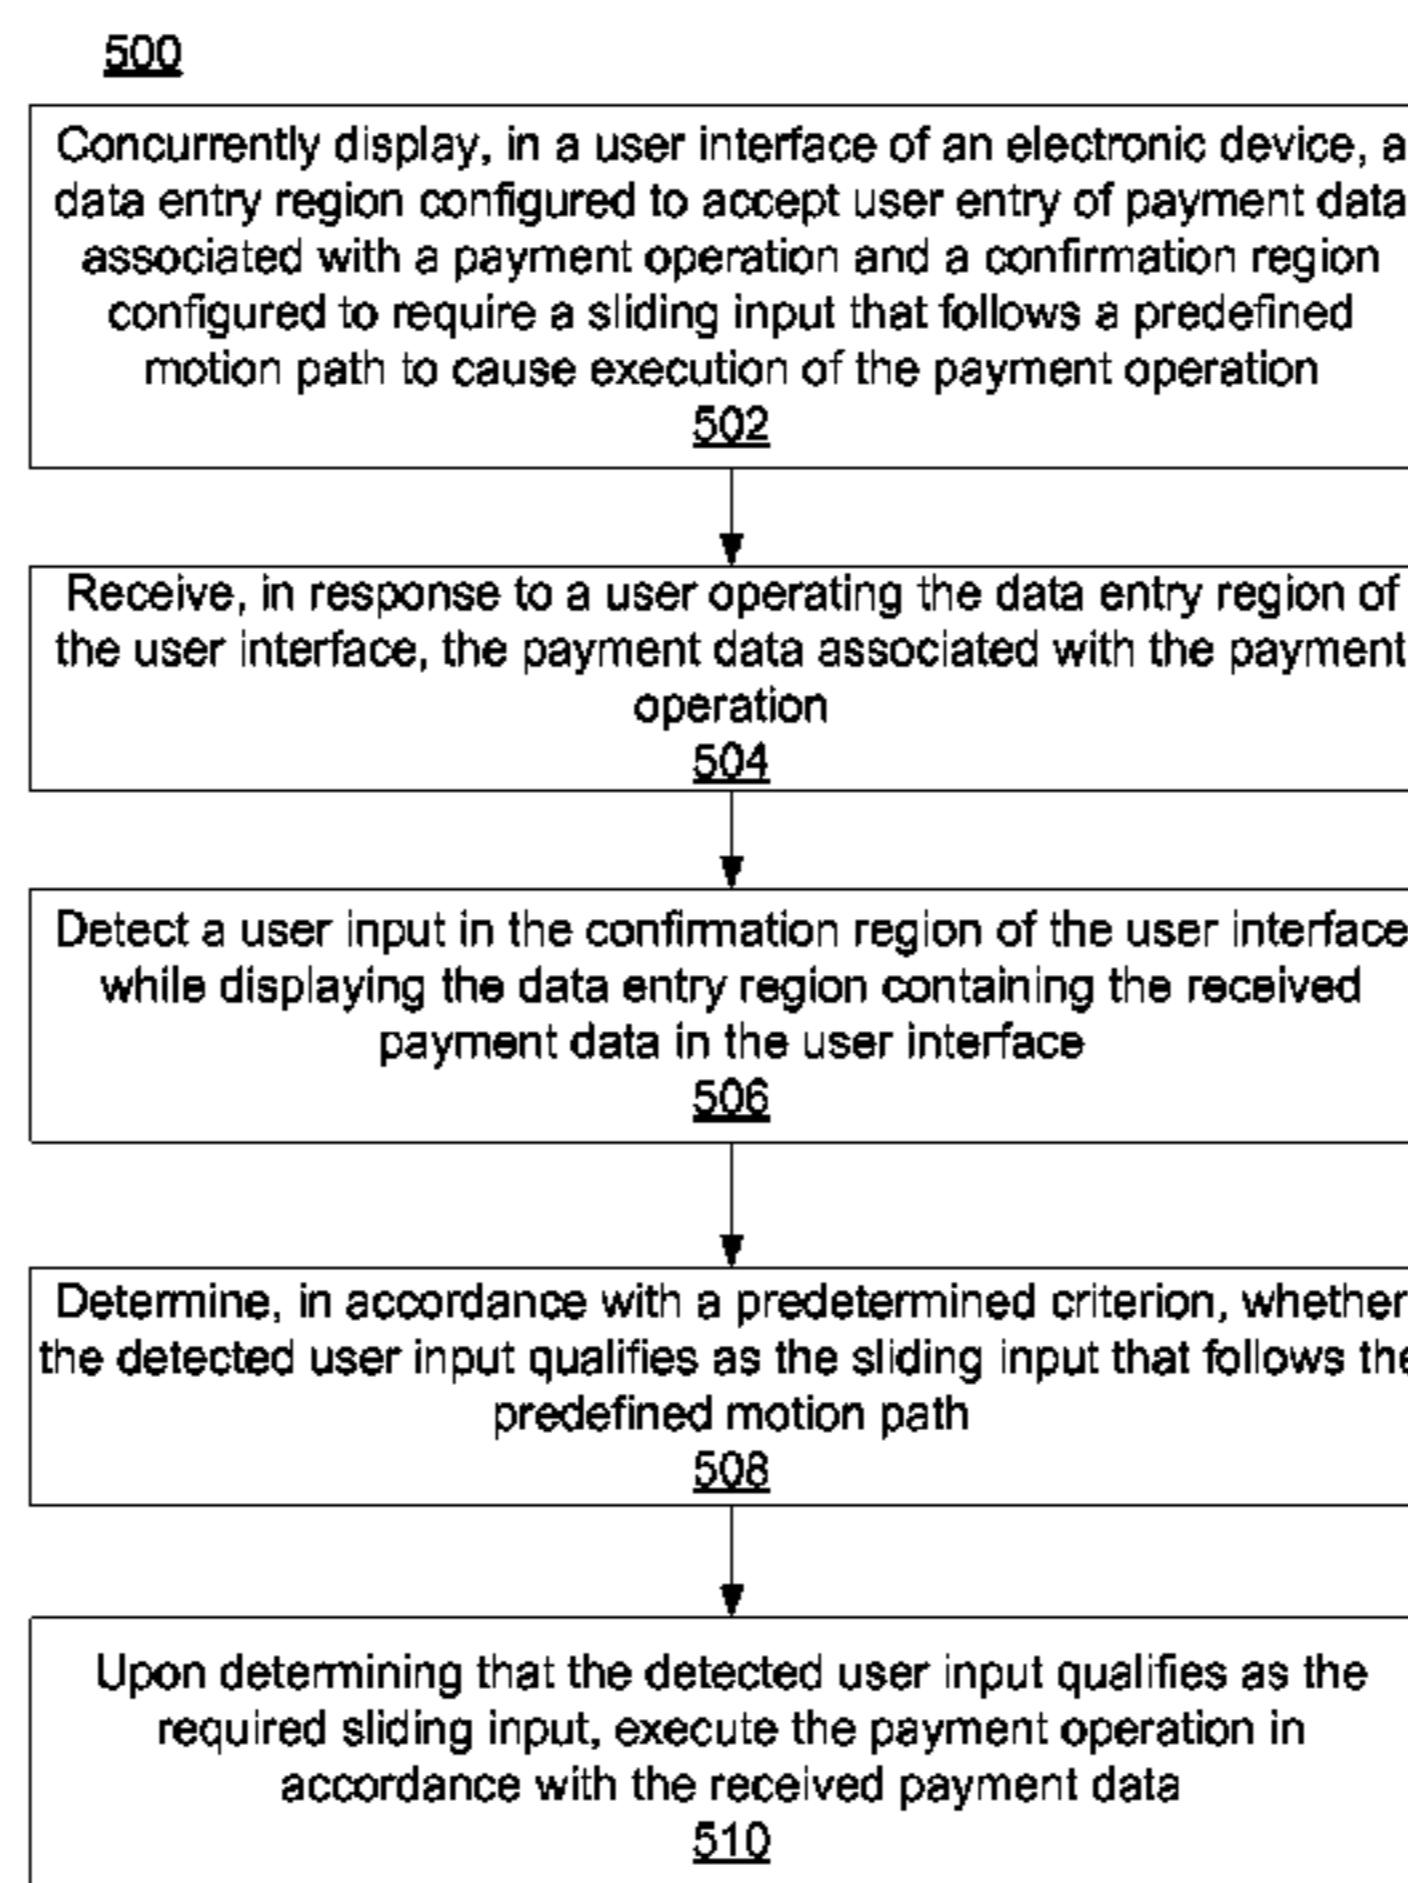 500
Concurrently display, in a user interface of an electronic device, a
data entry region configured to accept user entry of payment data
associated with a payment operation and a confirmation region
configured to require a sliding input that follows a predefined
motion path to cause execution of the payment operation
502
Receive, in response to a user operating the data entry region of
the user interface, the payment data associated with the payment
operation
504
Detect a user input in the confirmation region of the user interface
while displaying the data entry region containing the received
payment data in the user interface
506
Determine, in accordance with a predetermined criterion, whether
the detected user input qualifies as the sliding input that follows the
predefined motion path
508
Upon determining that the detected user input qualifies as the
required sliding input, execute the payment operation in
accordance with the received payment data
510